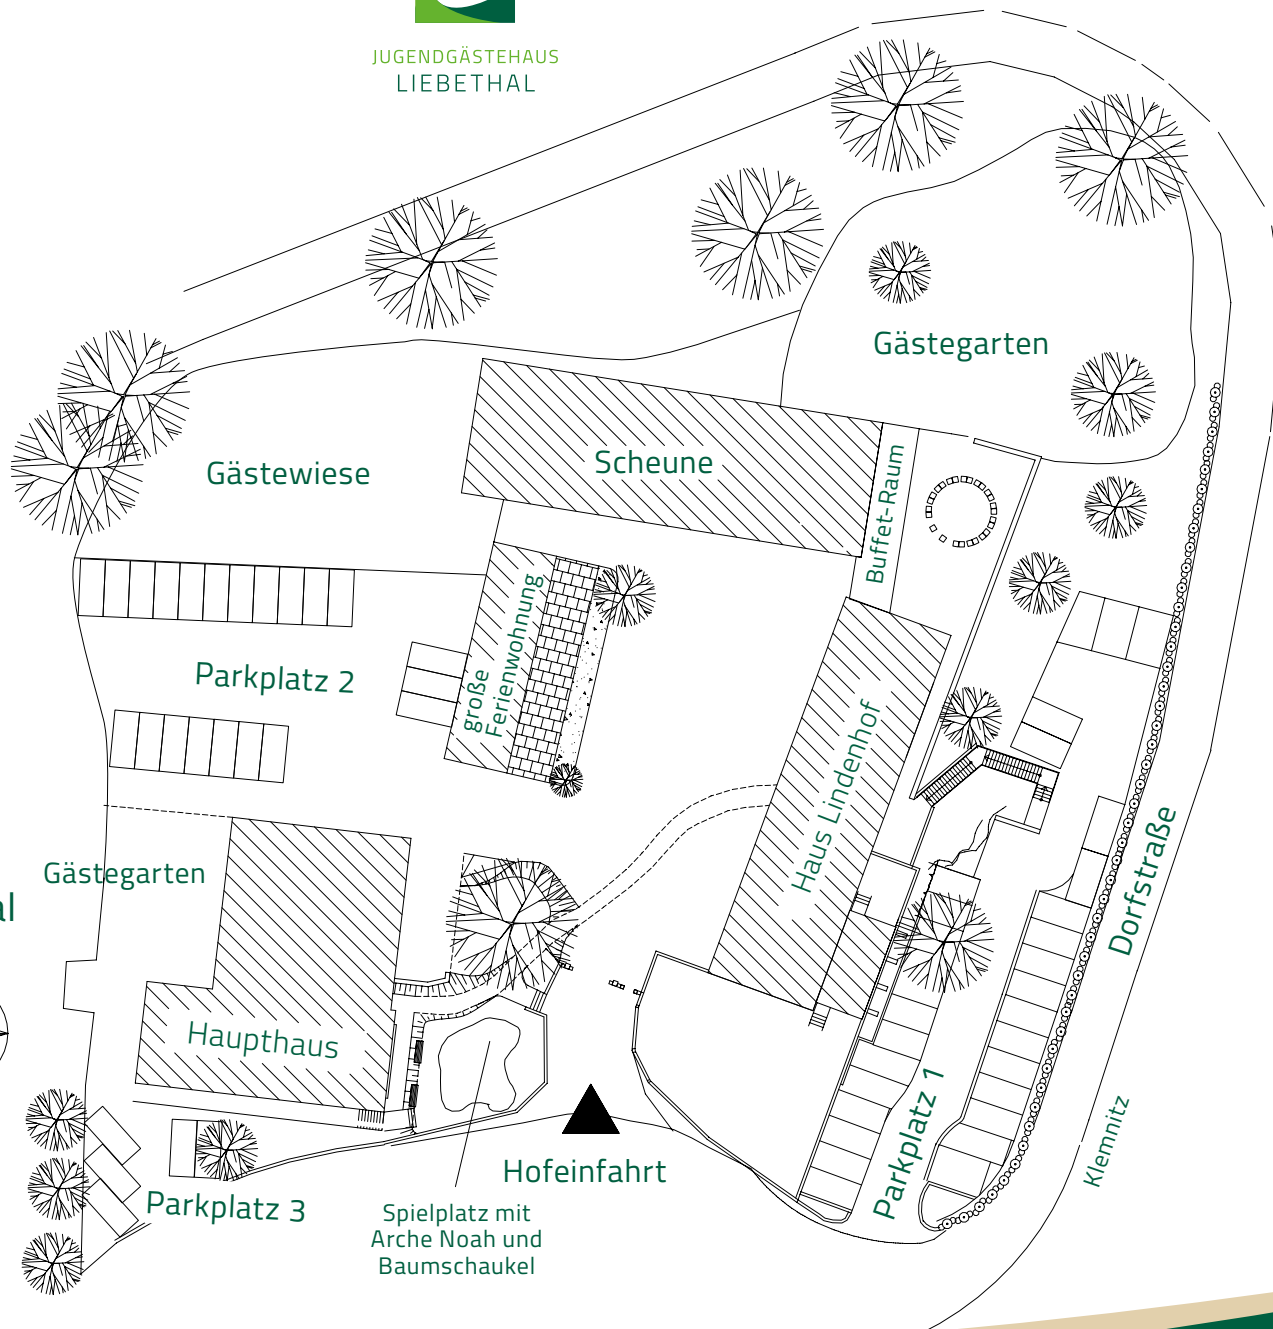 JUGENDGÄSTEHAUS
LIEBETHAL
Gästegarten
Scheune
Gästewiese
Buffet-Raum
große
Ferienwohnung
Parkplatz 2
Haus Lindenhof
Gästegarten
al
Dorfstraße
Haupthaus
Parkplatz 1
Klemnitz
Hofeinfahrt
Parkplatz 3
Spielplatz mit
Arche Noah und
Baumschaukel